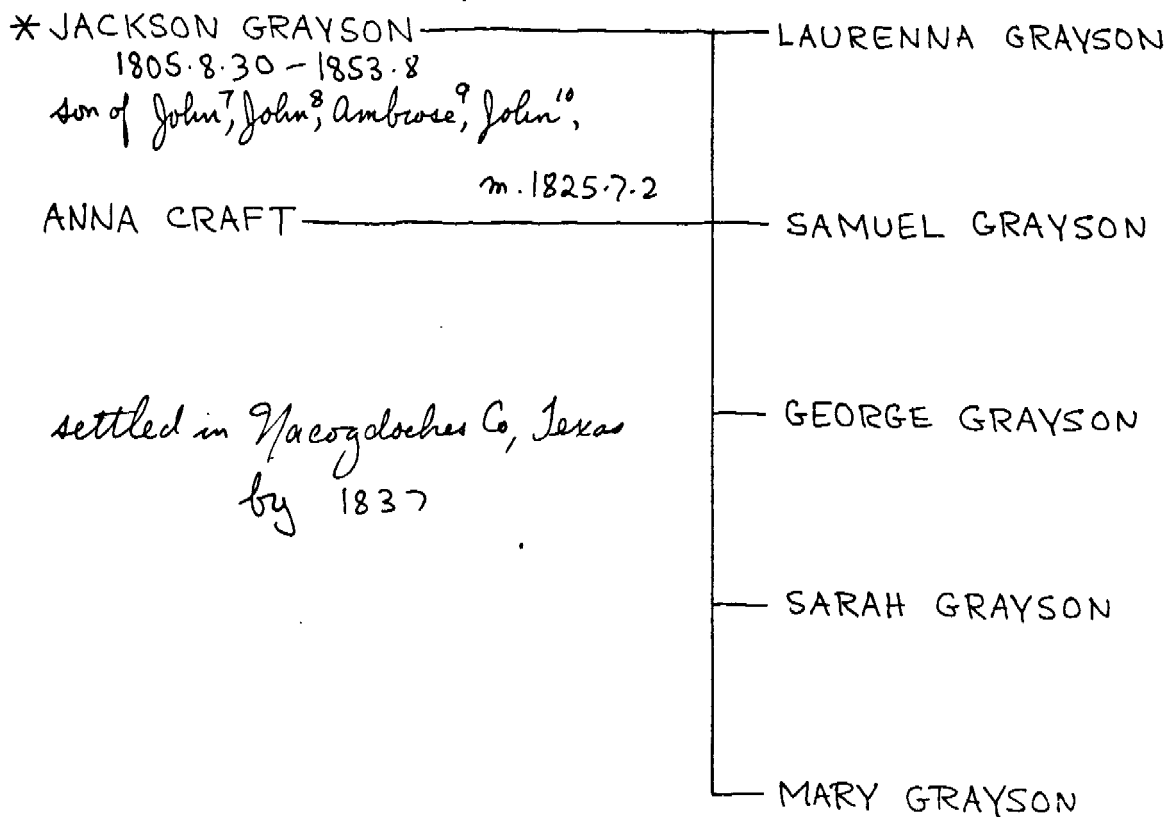 * JACKSON GRAYSON
1805.8.30 - 1853.8
son of John⁷, John⁸, Ambrose⁹, John¹⁰,
m. 1825.7.2
ANNA CRAFT
settled in Nacogdoches Co, Texas
by 1837
LAURENNA GRAYSON
SAMUEL GRAYSON
GEORGE GRAYSON
SARAH GRAYSON
MARY GRAYSON